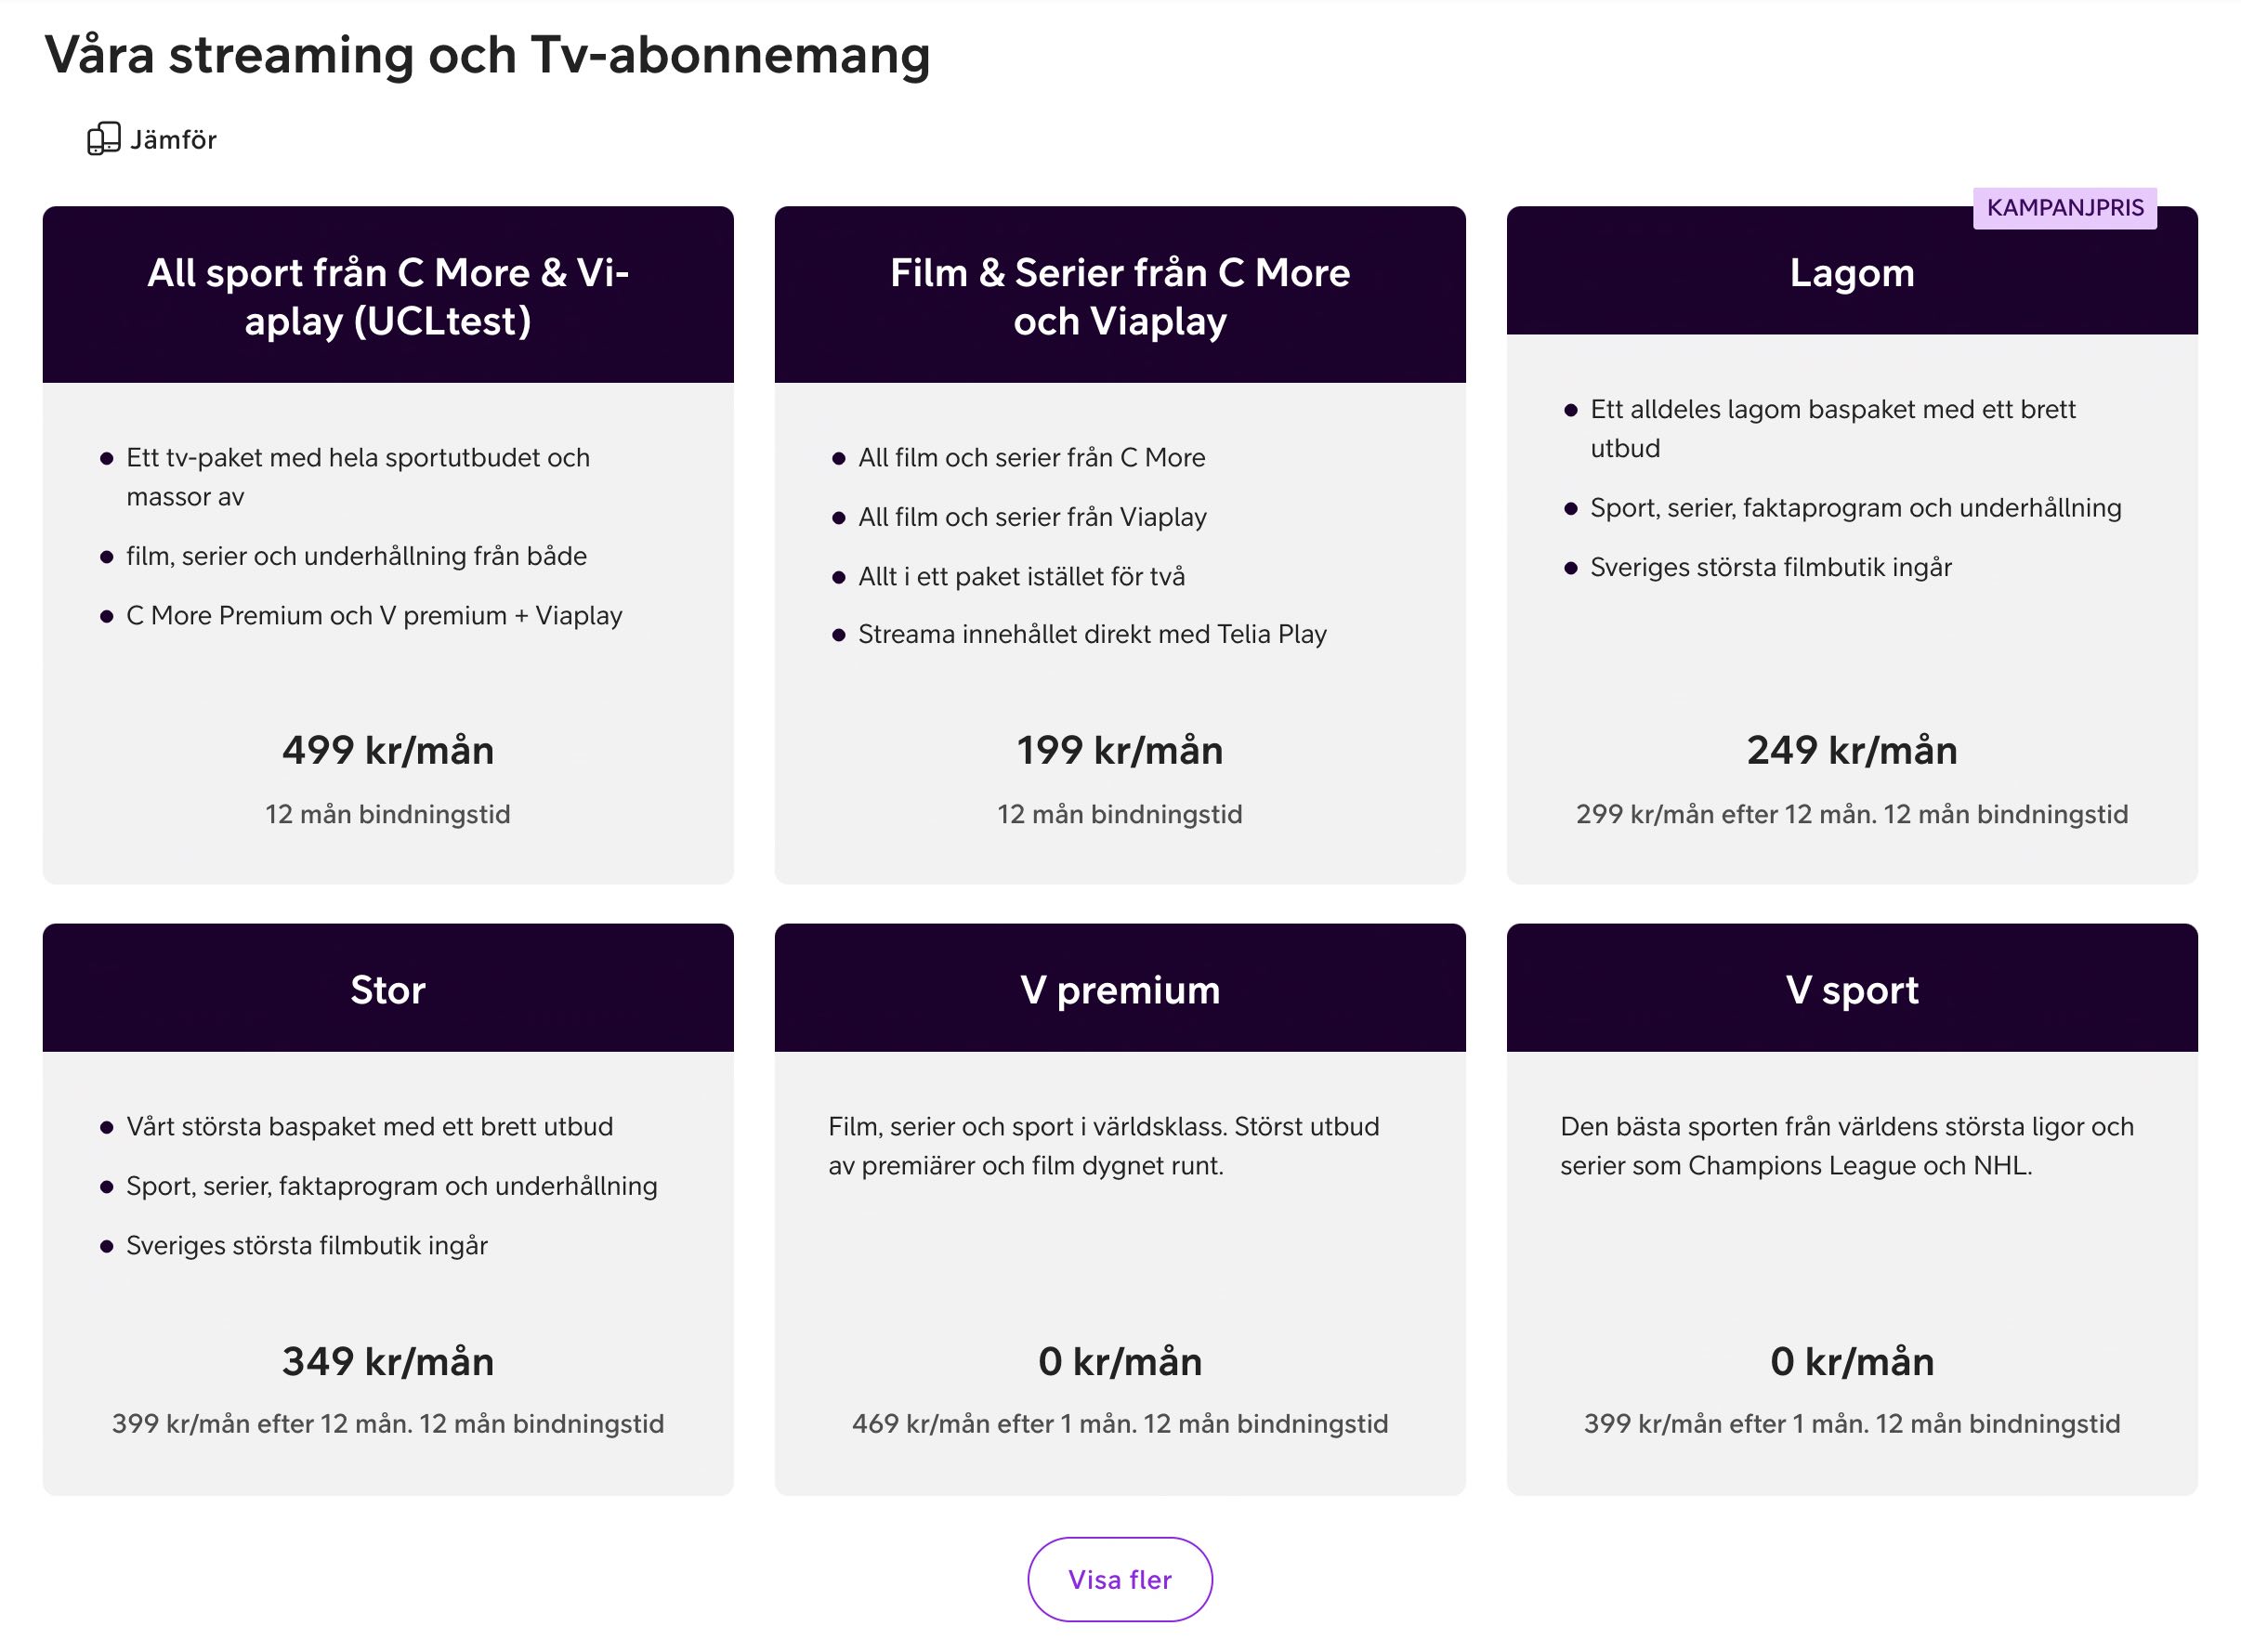 Våra streaming och Tv-abonnemang
Jämför
All sport från C More & Vi-
aplay (UCLtest)
Ett tv-paket med hela sportutbudet och
massor av
film, serier och underhållning från både
C More Premium och V premium + Viaplay
499 kr/mån
12 mån bindningstid
Film & Serier från C More
och Viaplay
All film och serier från C More
All film och serier från Viaplay
Allt i ett paket istället för två
Streama innehållet direkt med Telia Play
199 kr/mån
12 mån bindningstid
KAMPANJPRIS
Lagom
Ett alldeles lagom baspaket med ett brett
utbud
Sport, serier, faktaprogram och underhållning
Sveriges största filmbutik ingår
249 kr/mån
299 kr/mån efter 12 mån. 12 mån bindningstid
Stor
Vårt största baspaket med ett brett utbud
Sport, serier, faktaprogram och underhållning
Sveriges största filmbutik ingår
349 kr/mån
399 kr/mån efter 12 mån. 12 mån bindningstid
V premium
Film, serier och sport i världsklass. Störst utbud
av premiärer och film dygnet runt.
0 kr/mån
469 kr/mån efter 1 mån. 12 mån bindningstid
V sport
Den bästa sporten från världens största ligor och
serier som Champions League och NHL.
0 kr/mån
399 kr/mån efter 1 mån. 12 mån bindningstid
Visa fler